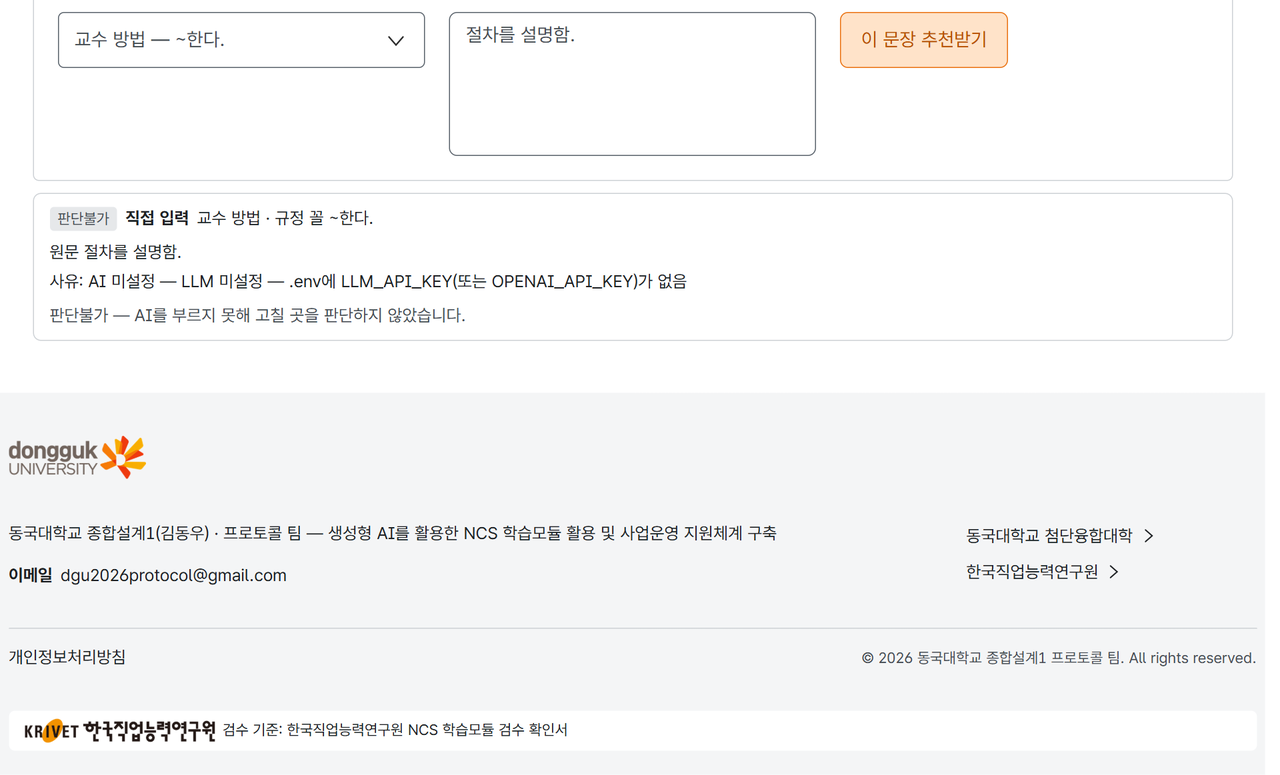 교수 방법 — ~한다.
절차를 설명함.
이 문장 추천받기
판단불가 직접 입력 교수 방법 · 규정 꼴 ~한다.
원문 절차를 설명함.
사유: AI 미설정 — LLM 미설정 — .env에 LLM_API_KEY(또는 OPENAI_API_KEY)가 없음
판단불가 — AI를 부르지 못해 고칠 곳을 판단하지 않았습니다.
dongguk
UNIVERSITY
동국대학교 종합설계1(김동우) · 프로토콜 팀 — 생성형 AI를 활용한 NCS 학습모듈 활용 및 사업운영 지원체계 구축
동국대학교 첨단융합대학
이메일 dgu2026protocol@gmail.com
한국직업능력연구원
개인정보처리방침
© 2026 동국대학교 종합설계1 프로토콜 팀. All rights reserved.
KRIVET 한국직업능력연구원 검수 기준: 한국직업능력연구원 NCS 학습모듈 검수 확인서